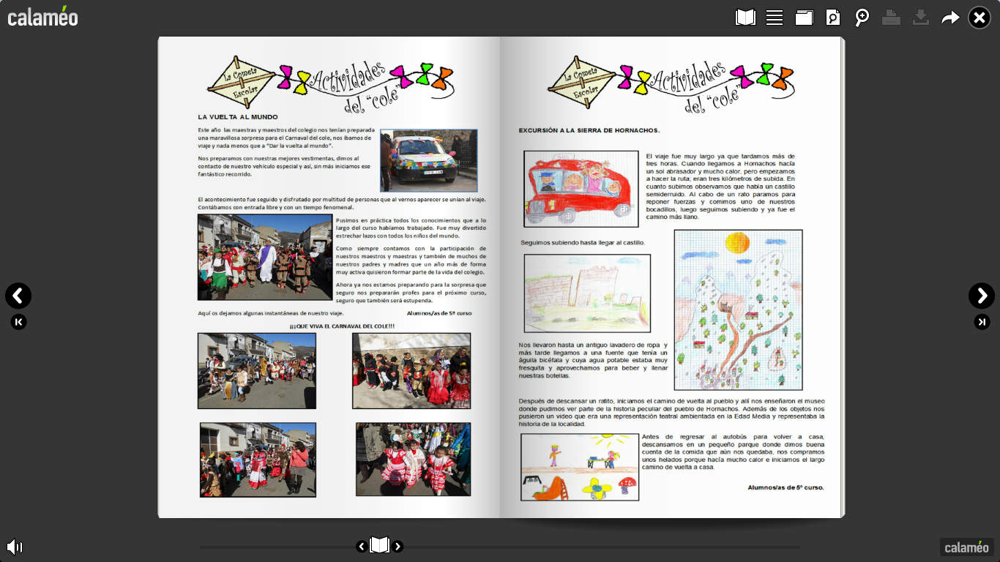 calaméo
La Cometa
Escolar
Actividades
del "cole"
LA VUELTA AL MUNDO
Este año las maestras y maestros del colegio nos tenían preparada
una maravillosa sorpresa para el Carnaval del cole, nos íbamos de
viaje y nada menos que a "Dar la vuelta al mundo".
Nos preparamos con nuestras mejores vestimentas, dimos al
contacto de nuestro vehículo especial y así, sin más iniciamos ese
fantástico recorrido.
El acontecimiento fue seguido y disfrutado por multitud de personas que al vernos aparecer se unían al viaje.
Contábamos con entrada libre y con un tiempo fenomenal.
Pusimos en práctica todos los conocimientos que a lo
largo del curso habíamos trabajado. Fue muy divertido
estrechar lazos con todos los niños del mundo.
Como siempre contamos con la participación de
nuestros maestros y maestras y también de muchos de
nuestros padres y madres que un año más de forma
muy activa quisieron formar parte de la vida del colegio.
Ahora ya nos estamos preparando para la sorpresa que
seguro nos prepararán profes para el próximo curso,
seguro que también será estupenda.
Aquí os dejamos algunas instantáneas de nuestro viaje. Alumnos/as de 5º curso
¡¡¡QUE VIVA EL CARNAVAL DEL COLE!!!
La Cometa
Escolar
Actividades
del "cole"
EXCURSIÓN A LA SIERRA DE HORNACHOS.
El viaje fue muy largo ya que tardamos más de
tres horas. Cuando llegamos a Hornachos hacía
un sol abrasador y mucho calor, pero empezamos
a hacer la ruta; eran tres kilómetros de subida. En
cuanto subimos observamos que había un castillo
semiderruido. Al cabo de un rato paramos para
reponer fuerzas y comimos uno de nuestros
bocadillos, luego seguimos subiendo y ya fue el
camino más llano.
Seguimos subiendo hasta llegar al castillo.
Nos llevaron hasta un antiguo lavadero de ropa y
más tarde llegamos a una fuente que tenía un
águila bicéfala y cuya agua potable estaba muy
fresquita y aprovechamos para beber y llenar
nuestras botellas.
Después de descansar un ratito, iniciamos el camino de vuelta al pueblo y allí nos enseñaron el museo
donde pudimos ver parte de la historia peculiar del pueblo de Hornachos. Además de los objetos nos
pusieron un video que era una representación teatral ambientada en la Edad Media y representaba la
historia de la localidad.
Antes de regresar al autobús para volver a casa,
descansamos en un pequeño parque donde dimos buena
cuenta de la comida que aún nos quedaba, nos compramos
unos helados porque hacía mucho calor e iniciamos el largo
camino de vuelta a casa.
Alumnos/as de 5º curso.
calaméo